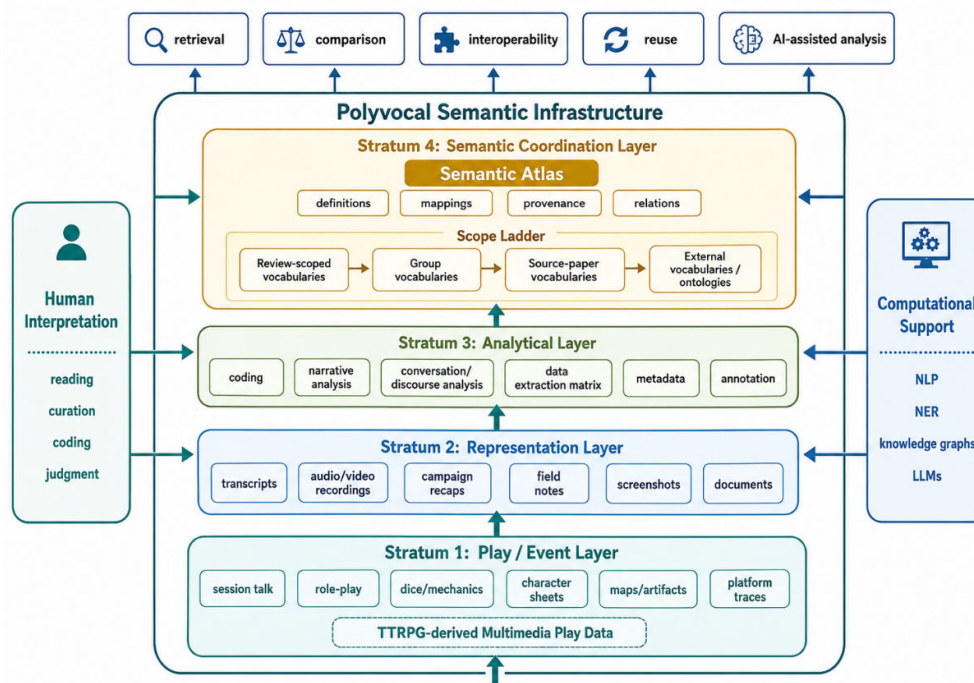 retrieval
comparison
interoperability
reuse
AI-assisted analysis
Polyvocal Semantic Infrastructure
Stratum 4: Semantic Coordination Layer
Semantic Atlas
definitions
mappings
provenance
relations
Scope Ladder
Review-scoped
vocabularies
Group
vocabularies
Source-paper
vocabularies
External
vocabularies /
ontologies
Human
Interpretation
reading
curation
coding
judgment
Stratum 3: Analytical Layer
coding
narrative
analysis
conversation/
discourse analysis
data
extraction matrix
metadata
annotation
Stratum 2: Representation Layer
transcripts
audio/video
recordings
campaign
recaps
field
notes
screenshots
documents
Stratum 1: Play / Event Layer
session talk
role-play
dice/mechanics
character
sheets
maps/artifacts
platform
traces
TTRPG-derived Multimedia Play Data
Computational
Support
NLP
NER
knowledge graphs
LLMs